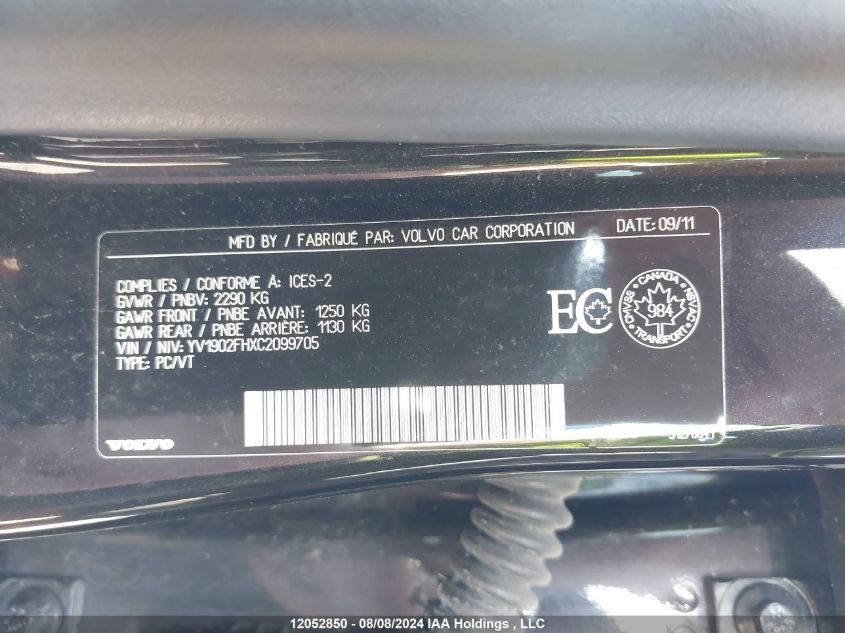 MFD BY / FABRIQUÉ PAR: VOLVO CAR CORPORATION DATE: 09/11
COMPLIES / CONFORME À: ICES-2
GVWR / PNBV: 2290 KG
GAWR FRONT / PNBE AVANT: 1250 KG
GAWR REAR / PNBE ARRIÈRE: 1130 KG
VIN / NIV: YV1902FHXC2099705
TYPE: PC/VT
EC
CANADA
CMVSS NSVAC
984
TRANSPORT
VOLVO
12052850 - 08/08/2024 IAA Holdings , LLC